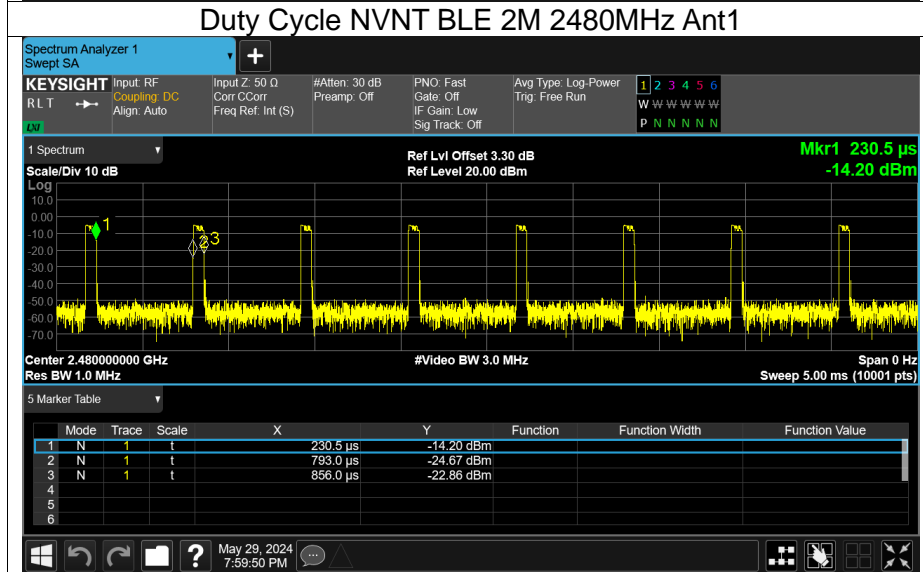 Duty Cycle NVNT BLE 2M 2480MHz Ant1
Spectrum Analyzer 1
Swept SA
+
KEYSIGHT
RLT
LXI
Input: RF
Coupling: DC
Align: Auto
Input Z: 50 Ω
Corr CCorr
Freq Ref: Int (S)
#Atten: 30 dB
Preamp: Off
PNO: Fast
Gate: Off
IF Gain: Low
Sig Track: Off
Avg Type: Log-Power
Trig: Free Run
1 2 3 4 5 6
W W W W W W
P N N N N N
1 Spectrum
Scale/Div 10 dB
Ref Lvl Offset 3.30 dB
Ref Level 20.00 dBm
Mkr1 230.5 µs
-14.20 dBm
Log
10.0
0.00
-10.0
-20.0
-30.0
-40.0
-50.0
-60.0
-70.0
1
2
3
Center 2.480000000 GHz
Res BW 1.0 MHz
#Video BW 3.0 MHz
Span 0 Hz
Sweep 5.00 ms (10001 pts)
5 Marker Table
Mode Trace Scale X Y Function Function Width Function Value
1 N 1 t 230.5 µs -14.20 dBm
2 N 1 t 793.0 µs -24.67 dBm
3 N 1 t 856.0 µs -22.86 dBm
4
5
6
?
May 29, 2024
7:59:50 PM